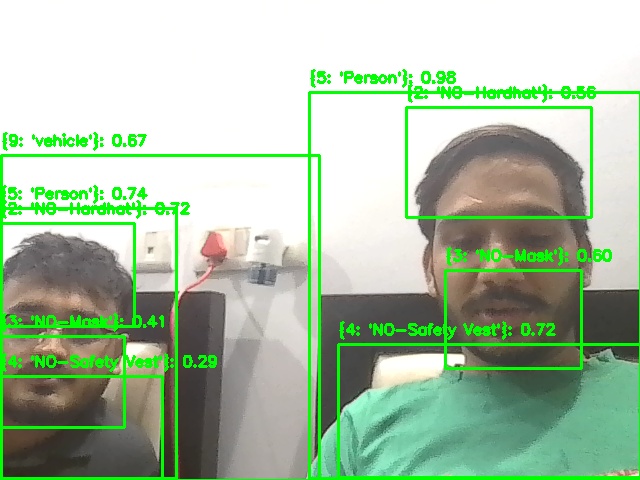 {5: 'Person'}: 0.98
{2: 'NO-Hardhat'}: 0.56
{9: 'vehicle'}: 0.67
{5: 'Person'}: 0.74
{2: 'NO-Hardhat'}: 0.72
{3: 'NO-Mask'}: 0.60
{3: 'NO-Mask'}: 0.41
{4: 'NO-Safety Vest'}: 0.72
{4: 'NO-Safety Vest'}: 0.29